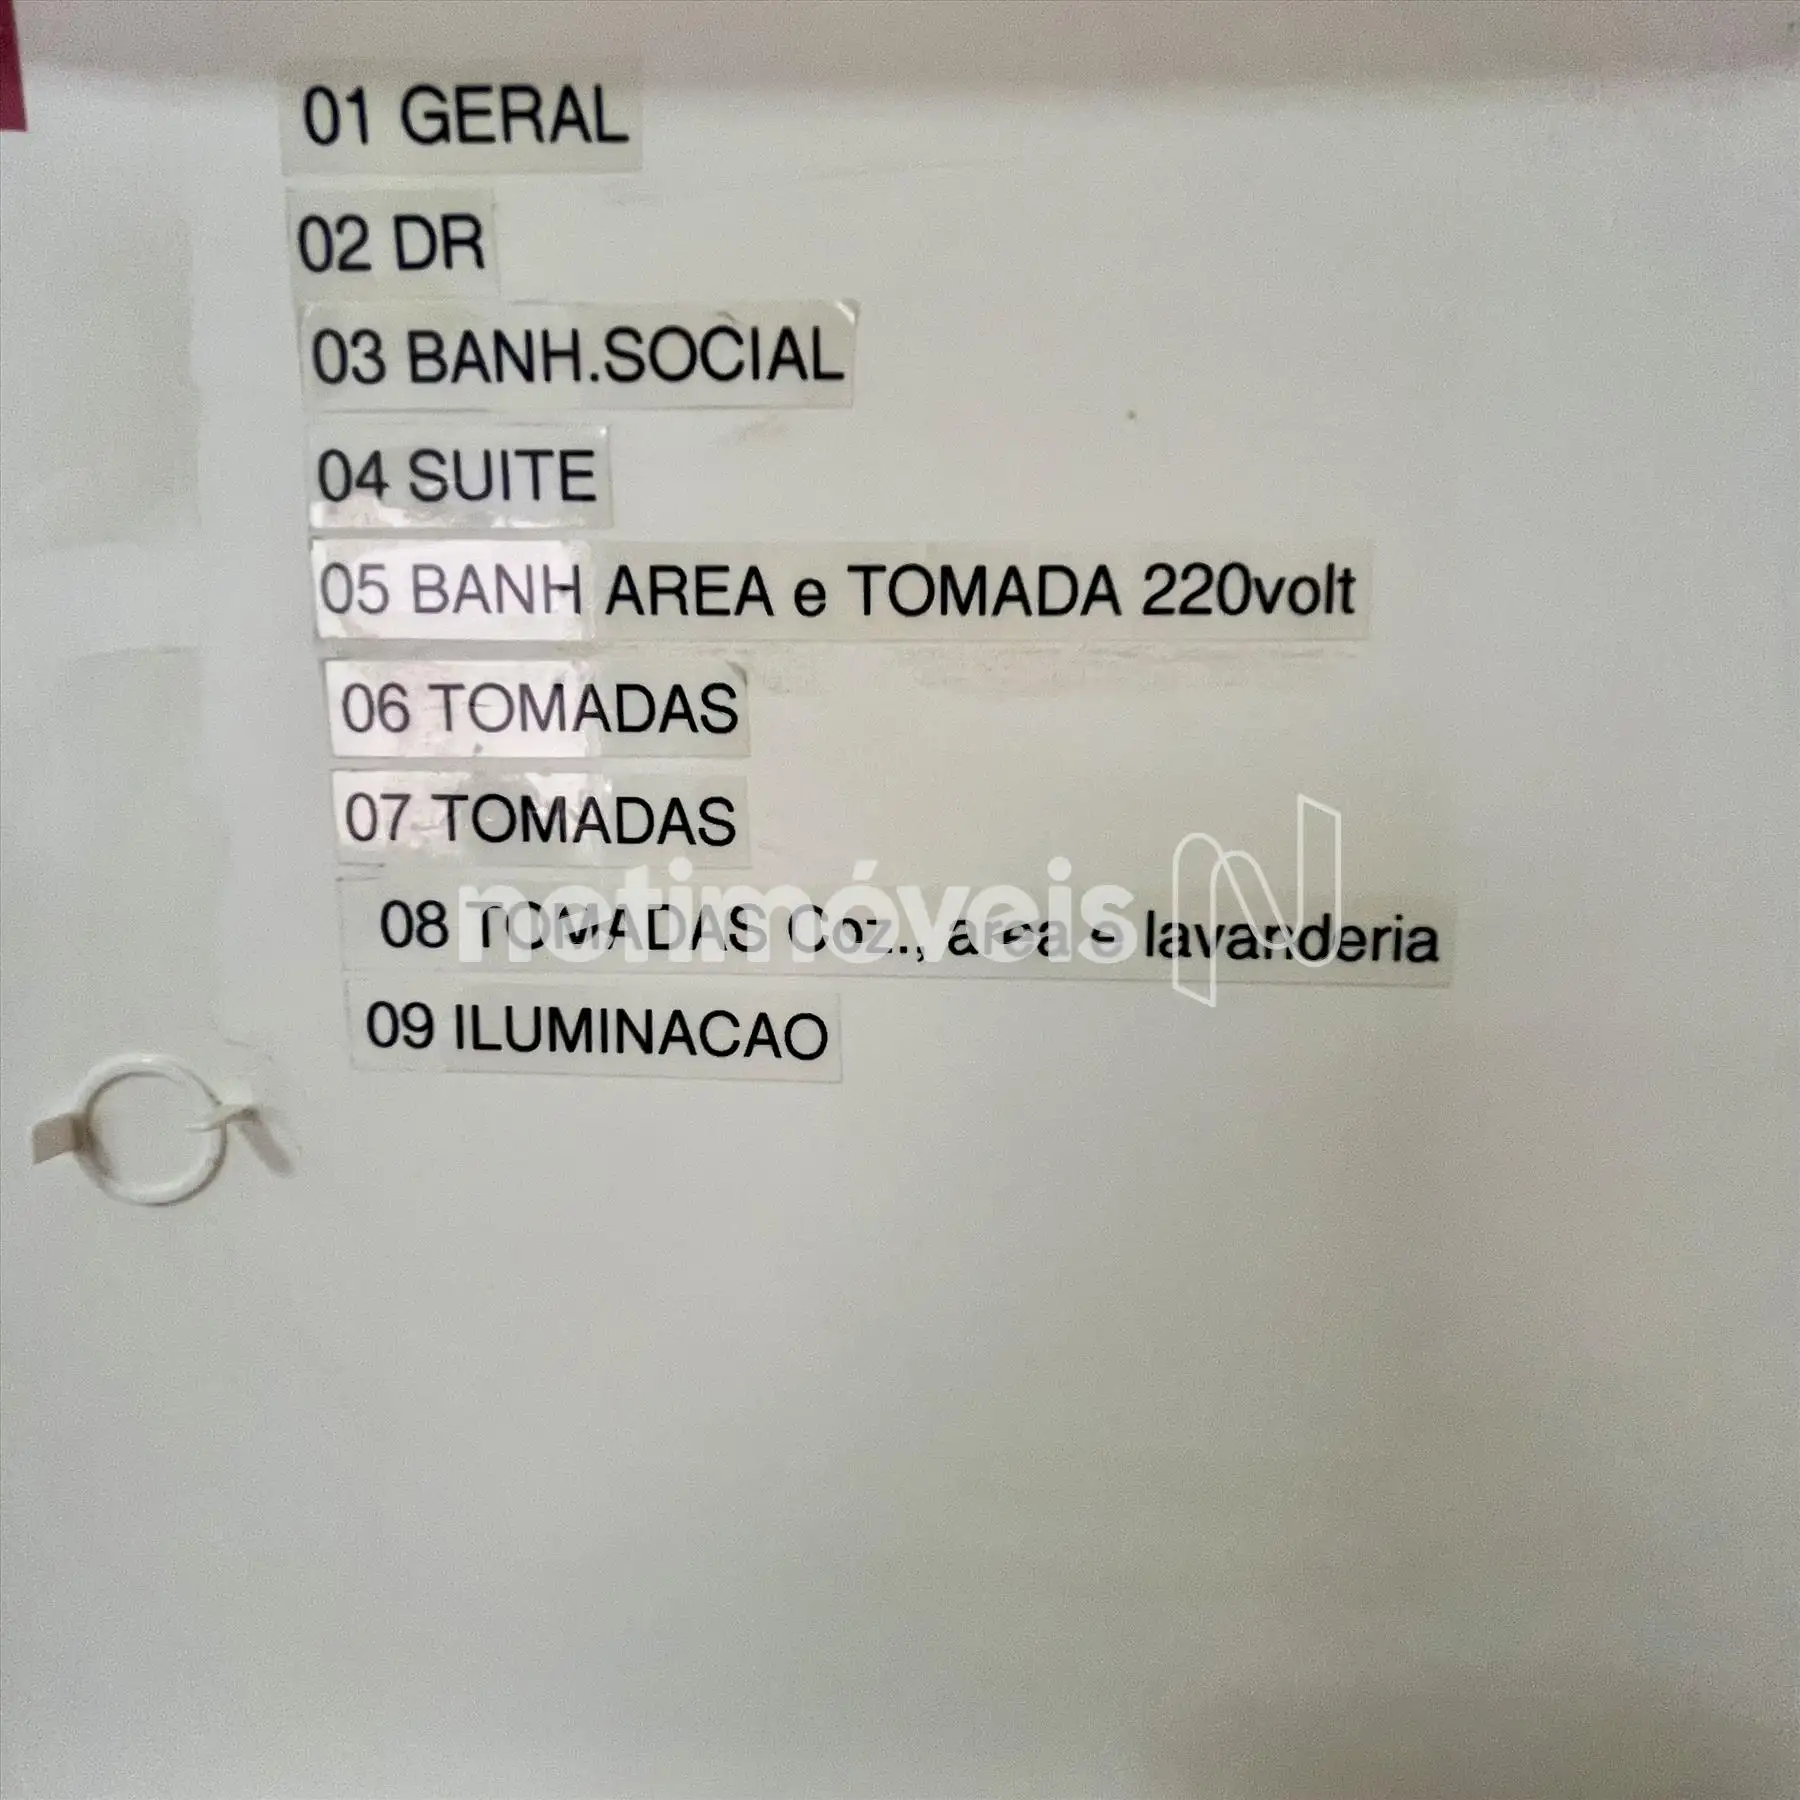 01 GERAL
02 DR
03 BANH.SOCIAL
04 SUITE
05 BANH AREA e TOMADA 220volt
06 TOMADAS
07 TOMADAS
netimóveis
08 TOMADAS Coz., area e lavanderia
09 ILUMINACAO